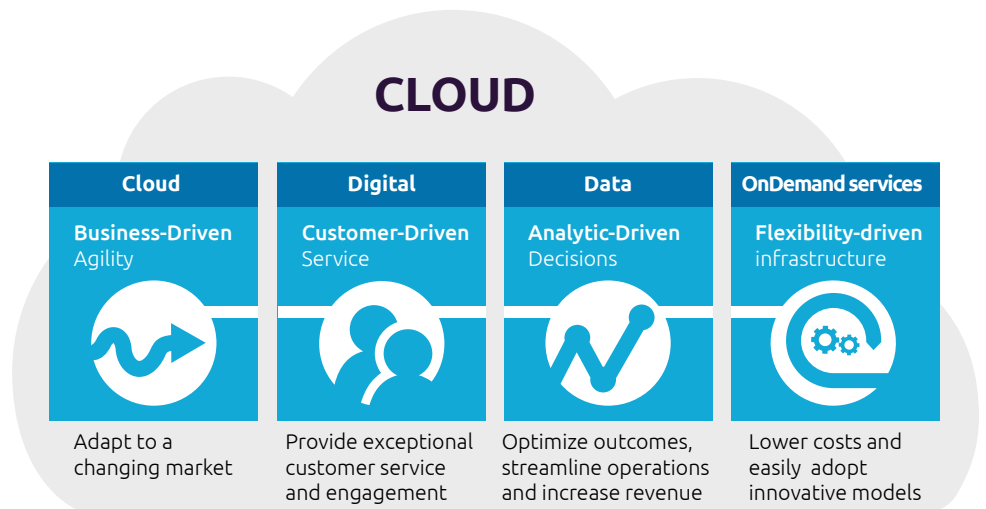 CLOUD
Cloud
Business-Driven
Agility
Adapt to a
changing market
Digital
Customer-Driven
Service
Provide exceptional
customer service
and engagement
Data
Analytic-Driven
Decisions
Optimize outcomes,
streamline operations
and increase revenue
OnDemand services
Flexibility-driven
infrastructure
Lower costs and
easily adopt
innovative models